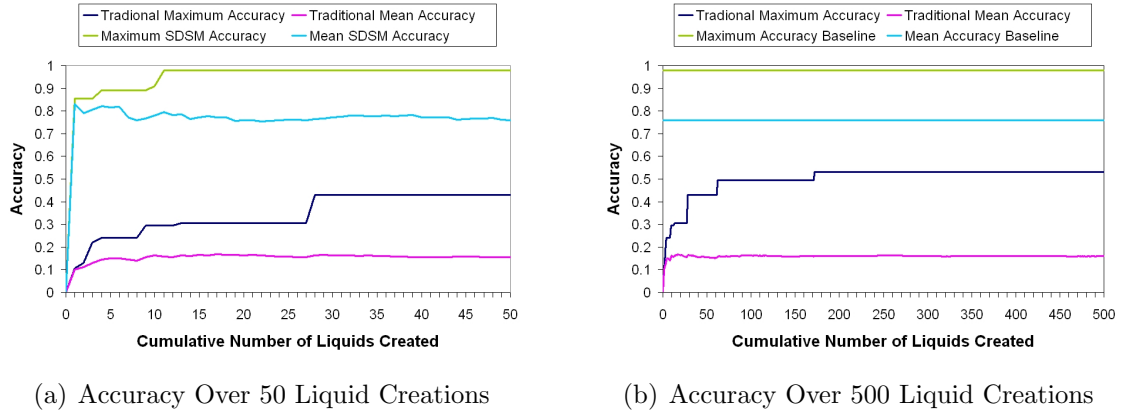 Tradional Maximum Accuracy
Traditional Mean Accuracy
Maximum SDSM Accuracy
Mean SDSM Accuracy
1
0.9
0.8
0.7
0.6
0.5
0.4
0.3
0.2
0.1
0
Accuracy
0 5 10 15 20 25 30 35 40 45 50
Cumulative Number of Liquids Created
(a) Accuracy Over 50 Liquid Creations
Tradional Maximum Accuracy
Traditional Mean Accuracy
Maximum Accuracy Baseline
Mean Accuracy Baseline
1
0.9
0.8
0.7
0.6
0.5
0.4
0.3
0.2
0.1
0
Accuracy
0 50 100 150 200 250 300 350 400 450 500
Cumulative Number of Liquids Created
(b) Accuracy Over 500 Liquid Creations